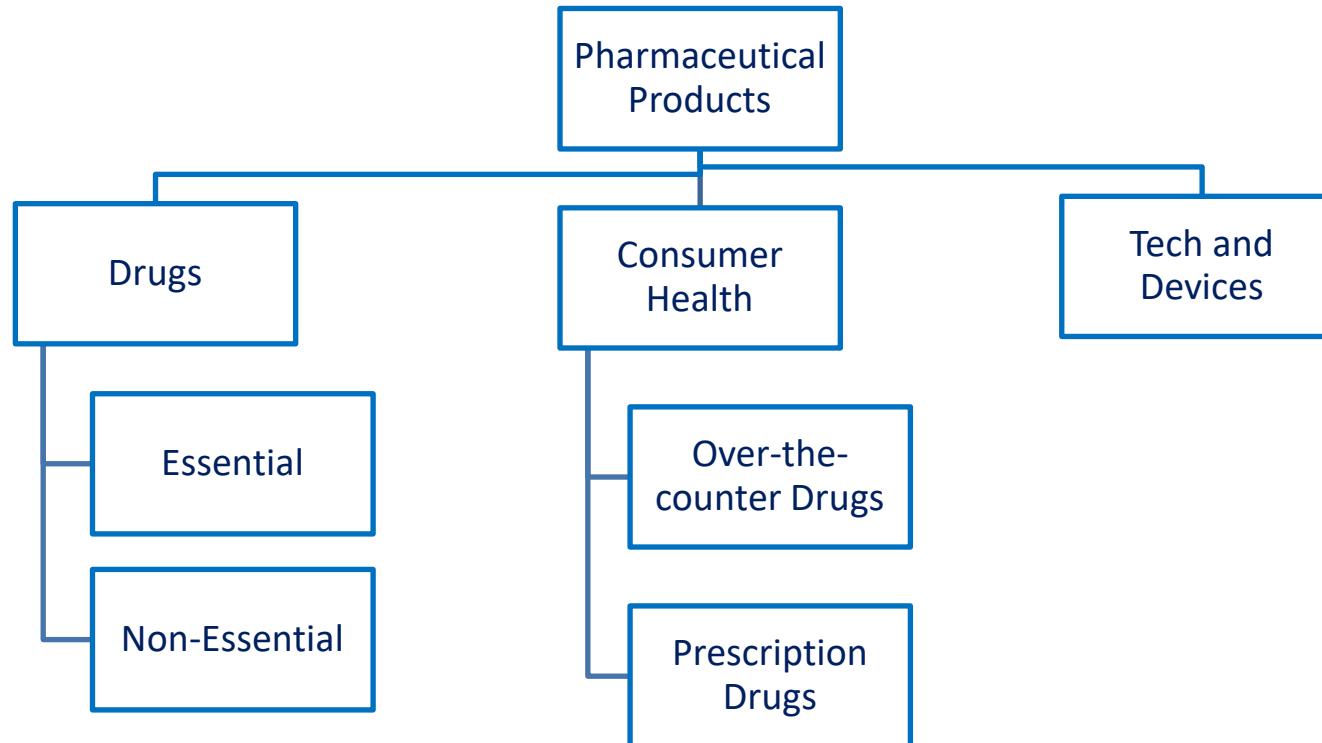 Pharmaceutical
Products
Drugs
Consumer
Health
Tech and
Devices
Essential
Over-the-
counter Drugs
Non-Essential
Prescription
Drugs